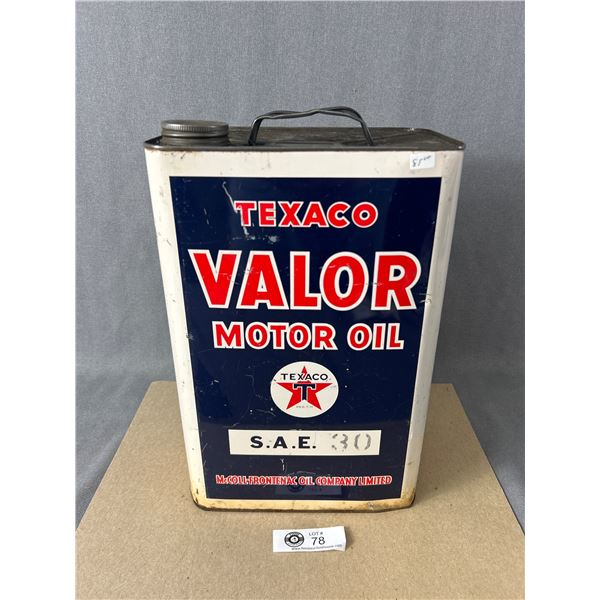 TEXACO
VALOR
MOTOR OIL
TEXACO
T
S.A.E. 30
McCOLL-FRONTENAC OIL COMPANY LIMITED
LOT #
78